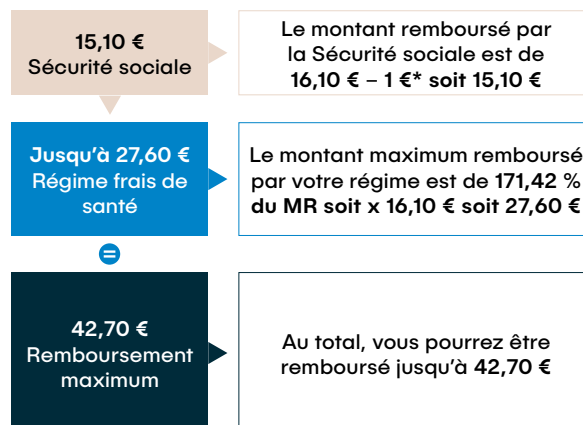 15,10 €
Sécurité sociale
Le montant remboursé par
la Sécurité sociale est de
16,10 € – 1 €* soit 15,10 €
Jusqu'à 27,60 €
Régime frais de
santé
Le montant maximum remboursé
par votre régime est de 171,42 %
du MR soit x 16,10 € soit 27,60 €
=
42,70 €
Remboursement
maximum
Au total, vous pourrez être
remboursé jusqu'à 42,70 €